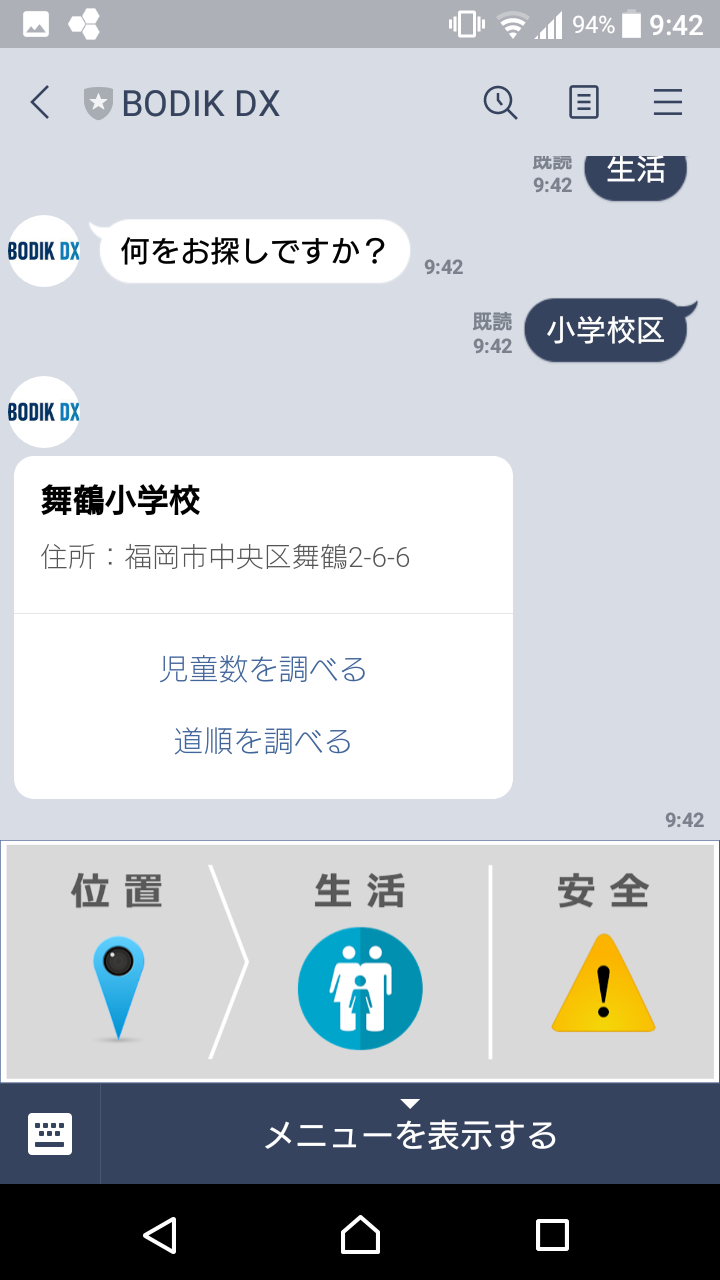 94% 9:42
BODIK DX
既読
9:42
生活
BODIK DX
何をお探しですか？
9:42
既読
9:42
小学校区
BODIK DX
舞鶴小学校
住所：福岡市中央区舞鶴2-6-6
児童数を調べる
道順を調べる
9:42
位置
生活
安全
メニューを表示する